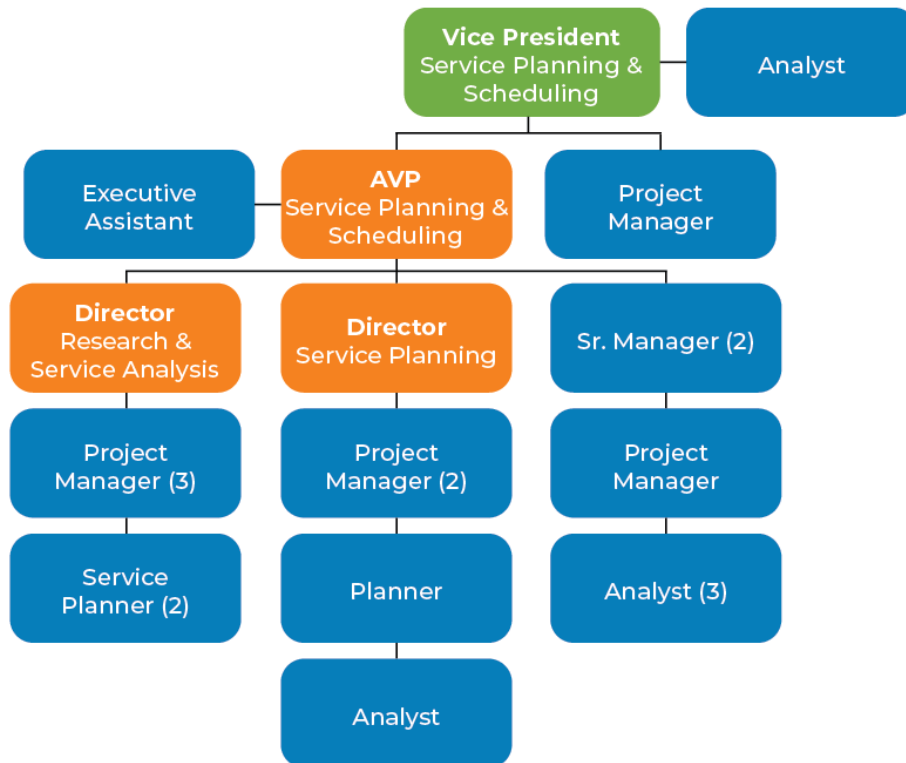 Vice President
Service Planning &
Scheduling
Analyst
Executive
Assistant
AVP
Service Planning &
Scheduling
Project
Manager
Director
Research &
Service Analysis
Director
Service Planning
Sr. Manager (2)
Project
Manager (3)
Project
Manager (2)
Project
Manager
Service
Planner (2)
Planner
Analyst (3)
Analyst